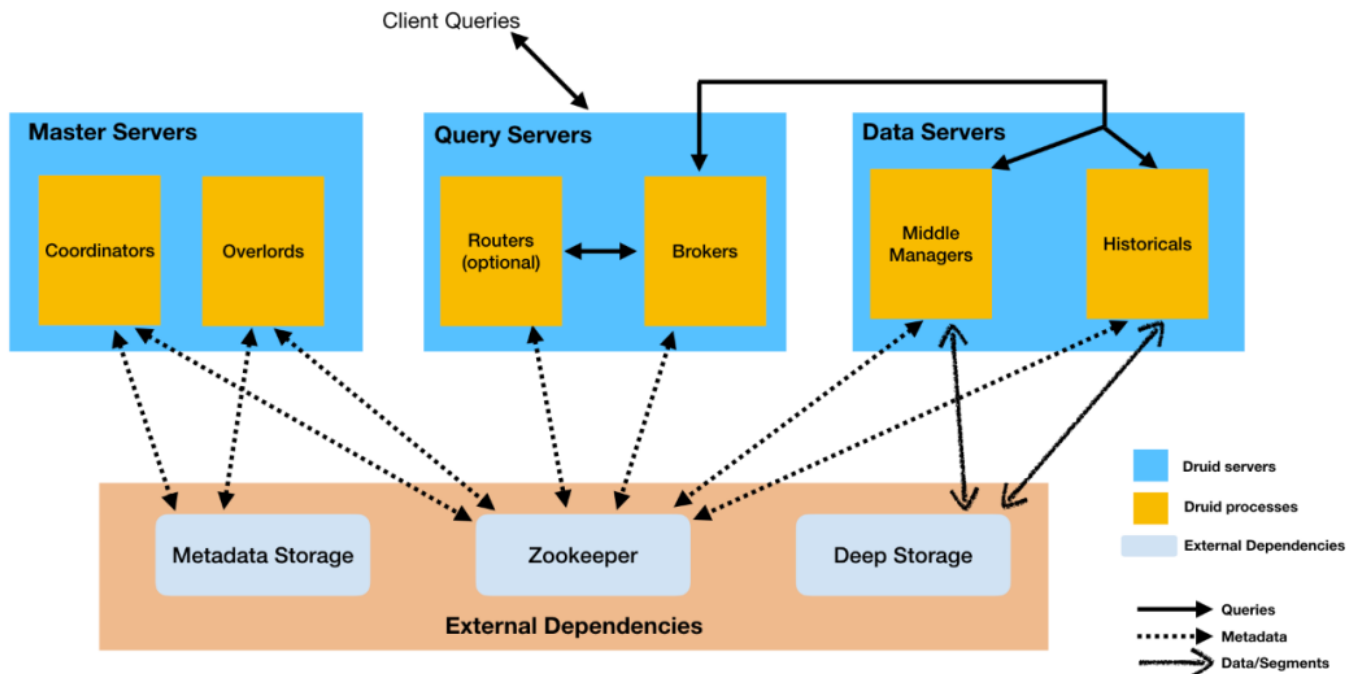 Client Queries
Master Servers
Coordinators
Overlords
Query Servers
Routers
(optional)
Brokers
Data Servers
Middle
Managers
Historicals
Metadata Storage
Zookeeper
Deep Storage
External Dependencies
Druid servers
Druid processes
External Dependencies
Queries
Metadata
Data/Segments